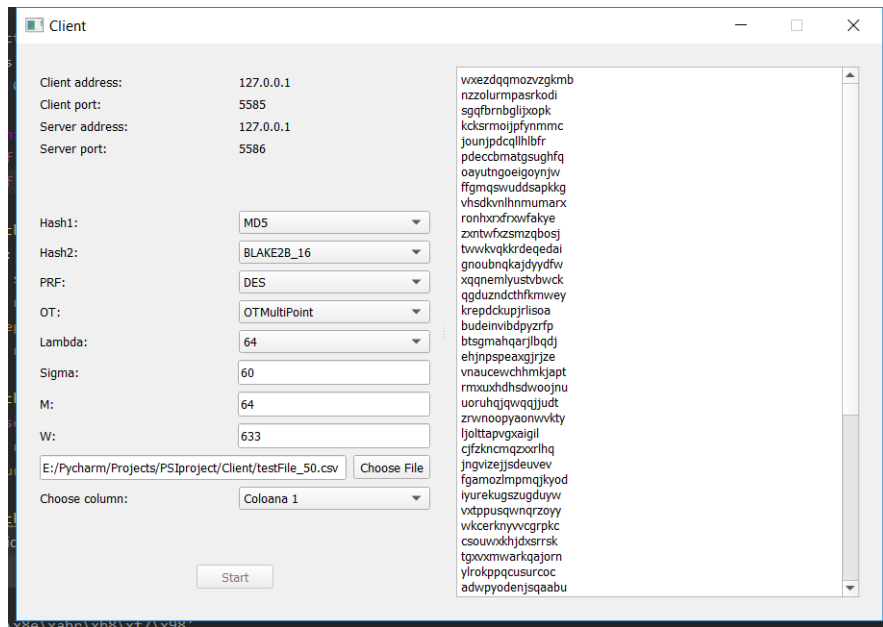 Client
Client address: 127.0.0.1
Client port: 5585
Server address: 127.0.0.1
Server port: 5586
Hash1: MD5
Hash2: BLAKE2B_16
PRF: DES
OT: OTMultiPoint
Lambda: 64
Sigma: 60
M: 64
W: 633
E:/Pycharm/Projects/PSIproject/Client/testFile_50.csv Choose File
Choose column: Coloana 1
Start
wxezdqqmozvzgkmb
nzzolurmpasrkodi
sgqfbrnbglijxopk
kcksrmoijpfynmmc
jounjpdcqllhlbfr
pdeccbmatgsughfq
oayutngoeigoynjw
ffgmqswuddsapkkg
vhsdkvnlhnmumarx
ronhxrxfrxwfakye
zxntwfxzsmzqbosj
twwkvqkkrdeqedai
gnoubnqkajdyydfw
xqqnemlyustvbwck
qgduzndcthfkmwey
krepdckupjrlisoa
budeinvibdpyzrfp
btsgmahqarjlbqdj
ehjnpspeaxgjrjze
vnaucewchhmkjapt
rmxuxhdhsdwoojnu
uoruhqjqwqqjjudt
zrwnoopyaonwvkty
ljolttapvgxaigil
cjfzkncmqzxxrlhq
jngvizejjsdeuvev
fgamozlmpmqjkyod
iyurekugszugduyw
vxtppusqwnqrzoyy
wkcerknyvvcgrpkc
csouwxkhjdxsrrsk
tgxvxmwarkqajorn
ylrokppqcusurcoc
adwpyodenjsqaabu